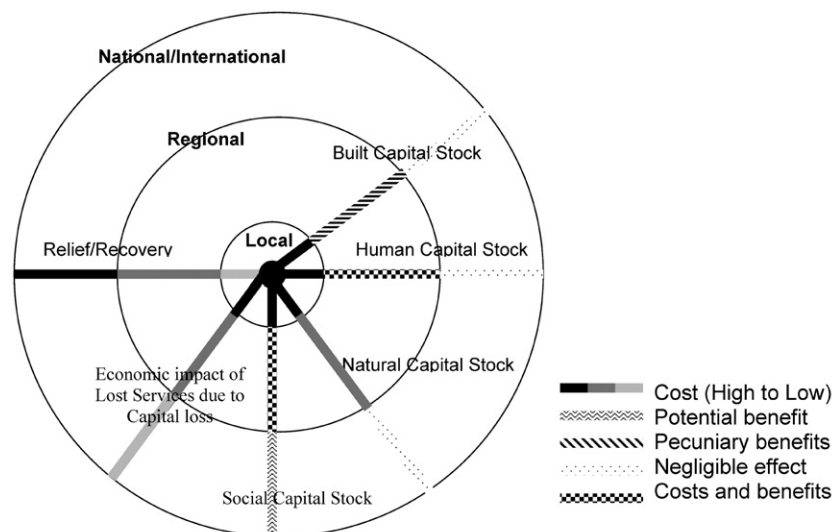 National/International
Regional
Built Capital Stock
Local
Relief/Recovery
Human Capital Stock
Natural Capital Stock
Economic impact of
Lost Services due to
Capital loss
Social Capital Stock
Cost (High to Low)
Potential benefit
Pecuniary benefits
Negligible effect
Costs and benefits